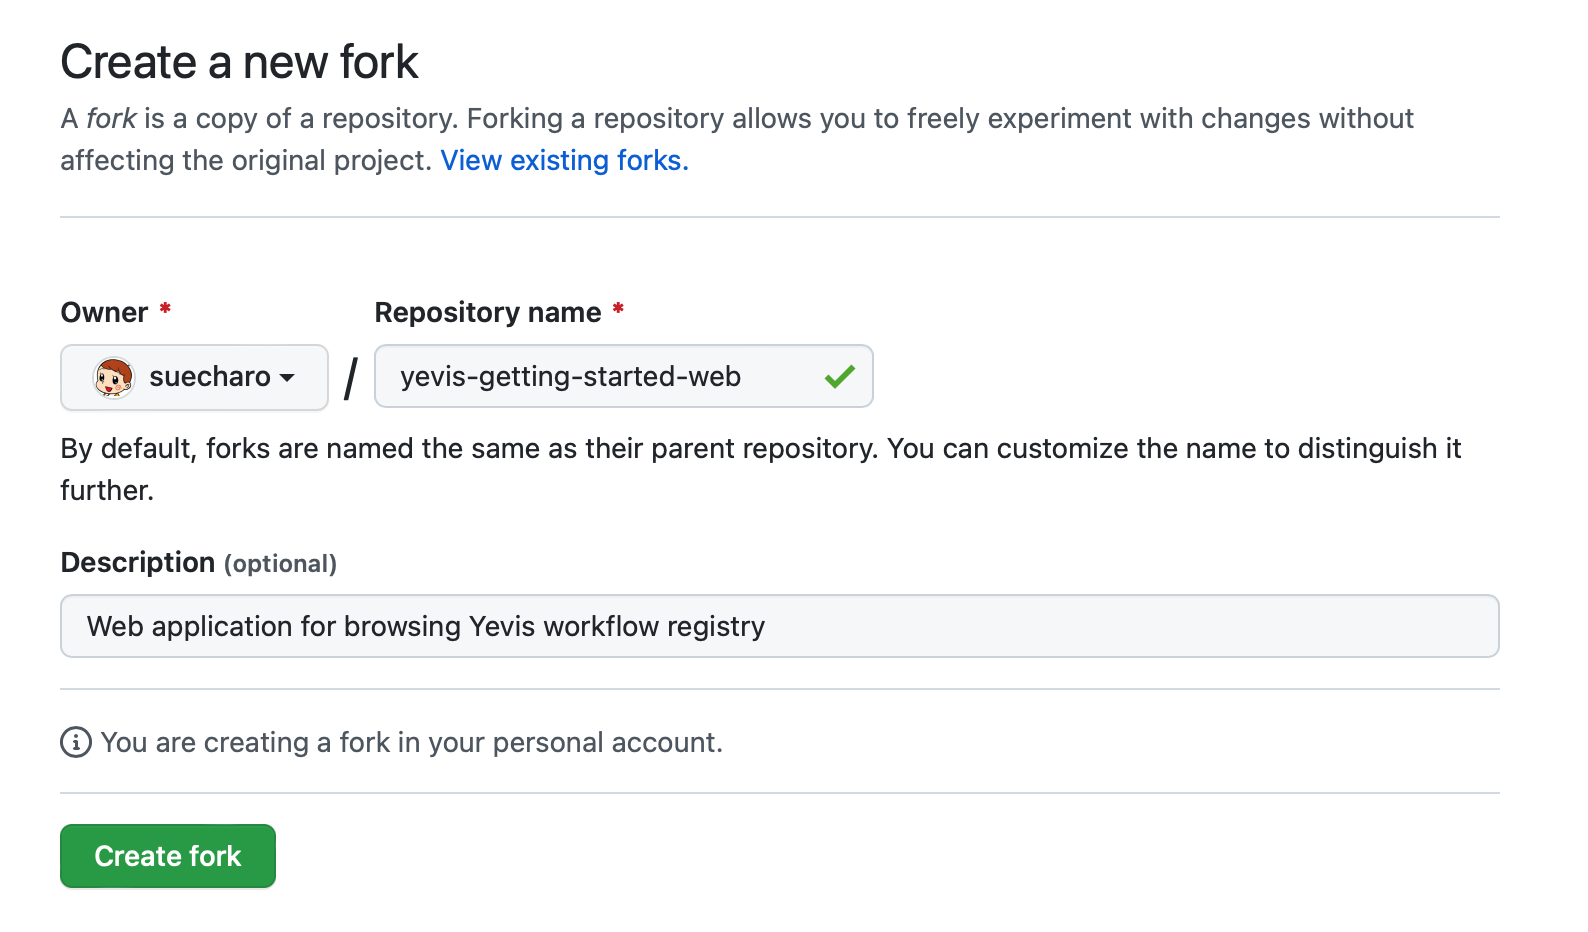 Create a new fork
A fork is a copy of a repository. Forking a repository allows you to freely experiment with changes without
affecting the original project. View existing forks.
Owner * Repository name *
suecharo / yevis-getting-started-web
By default, forks are named the same as their parent repository. You can customize the name to distinguish it
further.
Description (optional)
Web application for browsing Yevis workflow registry
You are creating a fork in your personal account.
Create fork